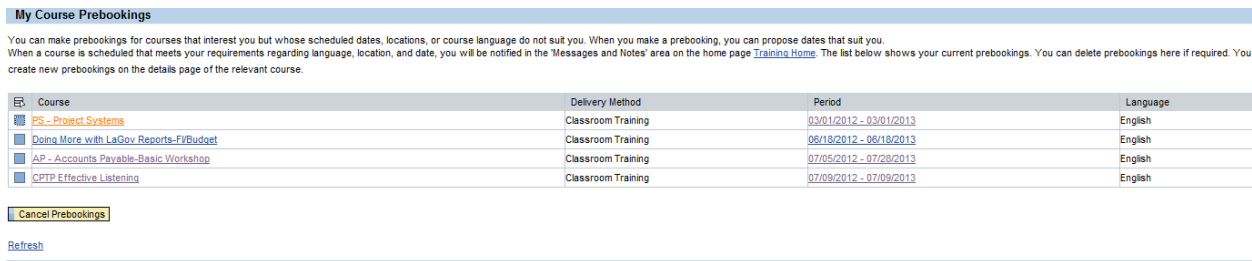 My Course Prebookings
You can make prebookings for courses that interest you but whose scheduled dates, locations, or course language do not suit you. When you make a prebooking, you can propose dates that suit you.
When a course is scheduled that meets your requirements regarding language, location, and date, you will be notified in the 'Messages and Notes' area on the home page Training Home. The list below shows your current prebookings. You can delete prebookings here if required. You
create new prebookings on the details page of the relevant course.
Course Delivery Method Period Language
PS - Project Systems Classroom Training 03/01/2012 - 03/01/2013 English
Doing More with LaGov Reports-FI/Budget Classroom Training 06/18/2012 - 06/18/2013 English
AP - Accounts Payable-Basic Workshop Classroom Training 07/05/2012 - 07/28/2013 English
CPTP Effective Listening Classroom Training 07/09/2012 - 07/09/2013 English
Cancel Prebookings
Refresh